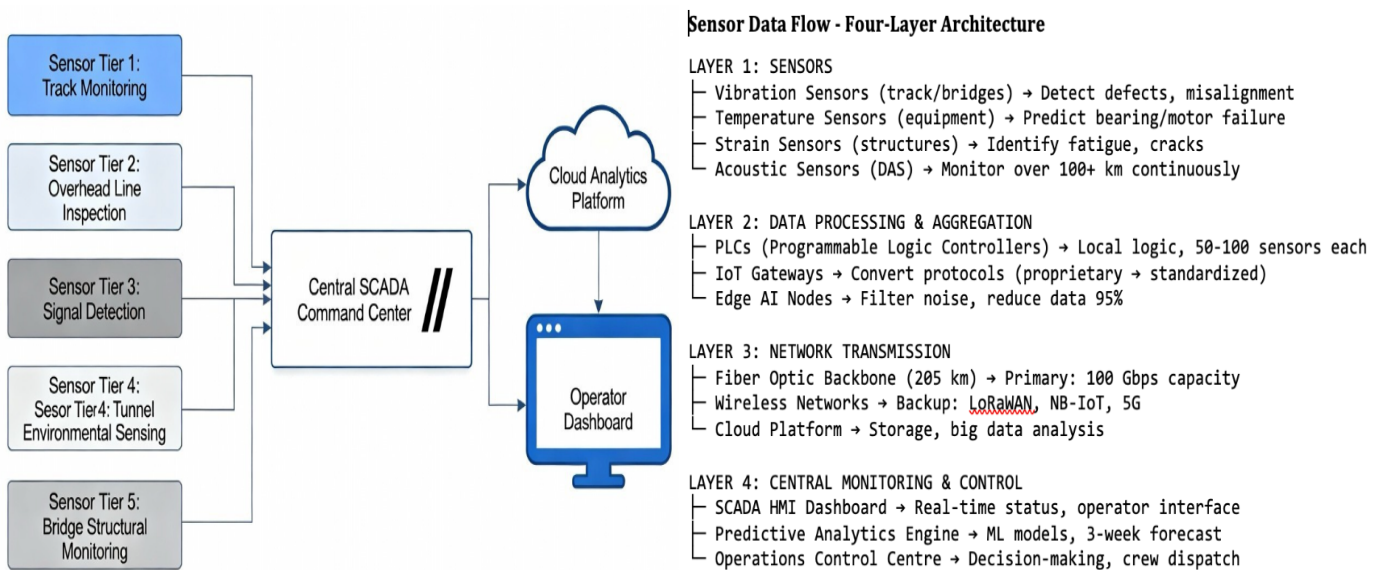 Sensor Tier 1:
Track Monitoring
Sensor Tier 2:
Overhead Line
Inspection
Sensor Tier 3:
Signal Detection
Sensor Tier 4:
Sesor Tier4: Tunnel
Environmental Sensing
Sensor Tier 5:
Bridge Structural
Monitoring
Central SCADA
Command Center
Cloud Analytics
Platform
Operator
Dashboard
Sensor Data Flow - Four-Layer Architecture
LAYER 1: SENSORS
├─ Vibration Sensors (track/bridges) → Detect defects, misalignment
├─ Temperature Sensors (equipment) → Predict bearing/motor failure
├─ Strain Sensors (structures) → Identify fatigue, cracks
└─ Acoustic Sensors (DAS) → Monitor over 100+ km continuously
LAYER 2: DATA PROCESSING & AGGREGATION
├─ PLCs (Programmable Logic Controllers) → Local logic, 50-100 sensors each
├─ IoT Gateways → Convert protocols (proprietary → standardized)
└─ Edge AI Nodes → Filter noise, reduce data 95%
LAYER 3: NETWORK TRANSMISSION
├─ Fiber Optic Backbone (205 km) → Primary: 100 Gbps capacity
├─ Wireless Networks → Backup: LoRaWAN, NB-IoT, 5G
└─ Cloud Platform → Storage, big data analysis
LAYER 4: CENTRAL MONITORING & CONTROL
├─ SCADA HMI Dashboard → Real-time status, operator interface
├─ Predictive Analytics Engine → ML models, 3-week forecast
└─ Operations Control Centre → Decision-making, crew dispatch